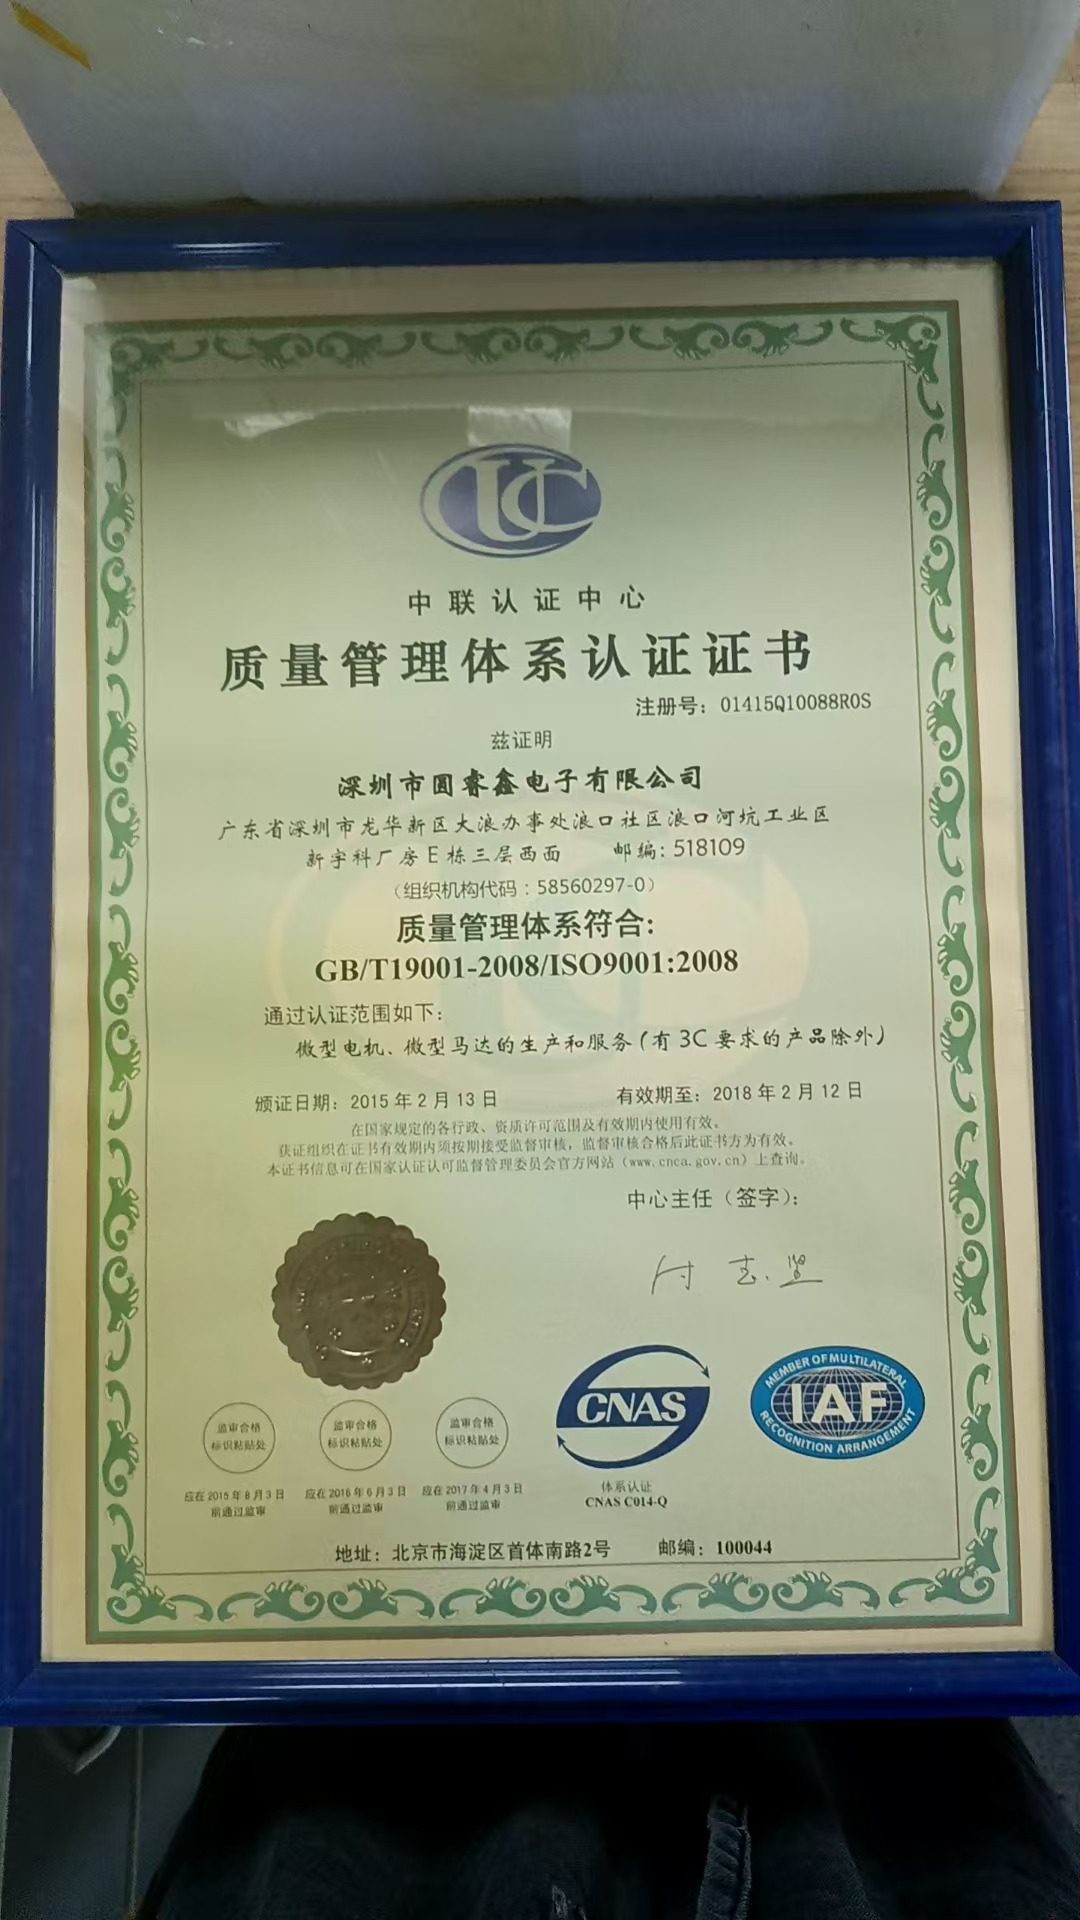 UC
中联认证中心
质量管理体系认证证书
注册号：01415Q10088R0S
兹证明
深圳市圆睿鑫电子有限公司
广东省深圳市龙华新区大浪办事处浪口社区浪口河坑工业区
新宇科厂房E栋三层西面 邮编：518109
（组织机构代码：58560297-0）
质量管理体系符合：
GB/T19001-2008/ISO9001:2008
通过认证范围如下：
微型电机、微型马达的生产和服务（有3C要求的产品除外）
颁证日期：2015年2月13日 有效期至：2018年2月12日
在国家规定的各行政、资质许可范围及有效期内使用有效。
获证组织在证书有效期内须按期接受监督审核，监督审核合格后此证书方为有效。
本证书信息可在国家认证认可监督管理委员会官方网站（www.cnca.gov.cn）上查询。
中心主任（签字）：
付志坚
监审合格
标识粘贴处
应在2015年8月3日
前通过监审
监审合格
标识粘贴处
应在2016年6月3日
前通过监审
监审合格
标识粘贴处
应在2017年4月3日
前通过监审
CNAS
体系认证
CNAS C014-Q
MEMBER OF MULTILATERAL
IAF
RECOGNITION ARRANGEMENT
地址：北京市海淀区首体南路2号 邮编：100044